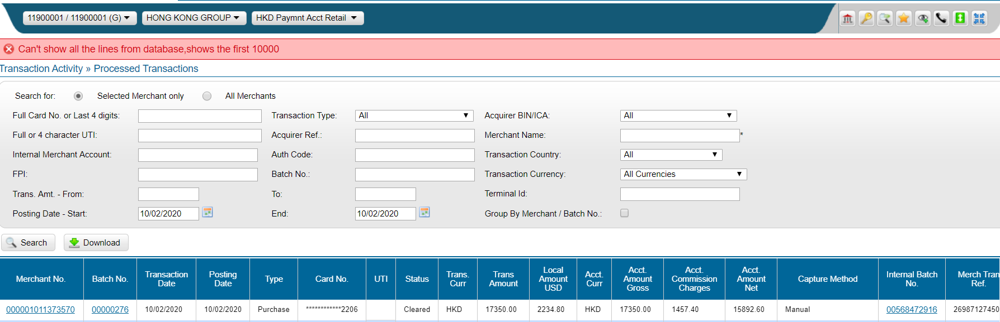 11900001 / 11900001 (G) HONG KONG GROUP HKD Paymnt Acct Retail
Can't show all the lines from database,shows the first 10000
Transaction Activity » Processed Transactions
Search for: Selected Merchant only All Merchants
Full Card No. or Last 4 digits: Transaction Type: All Acquirer BIN/ICA: All
Full or 4 character UTI: Acquirer Ref.: Merchant Name: *
Internal Merchant Account: Auth Code: Transaction Country: All
FPI: Batch No.: Transaction Currency: All Currencies
Trans. Amt. - From: To: Terminal Id:
Posting Date - Start: 10/02/2020 End: 10/02/2020 Group By Merchant / Batch No.:
Search Download
Merchant No. Batch No. Transaction Date Posting Date Type Card No. UTI Status Trans. Curr Trans Amount Local Amount USD Acct. Curr Acct. Amount Gross Acct. Commission Charges Acct. Amount Net Capture Method Internal Batch No. Merch Tran Ref.
000001011373570 00000276 10/02/2020 10/02/2020 Purchase ************2206 Cleared HKD 17350.00 2234.80 HKD 17350.00 1457.40 15892.60 Manual 00568472916 26987127450